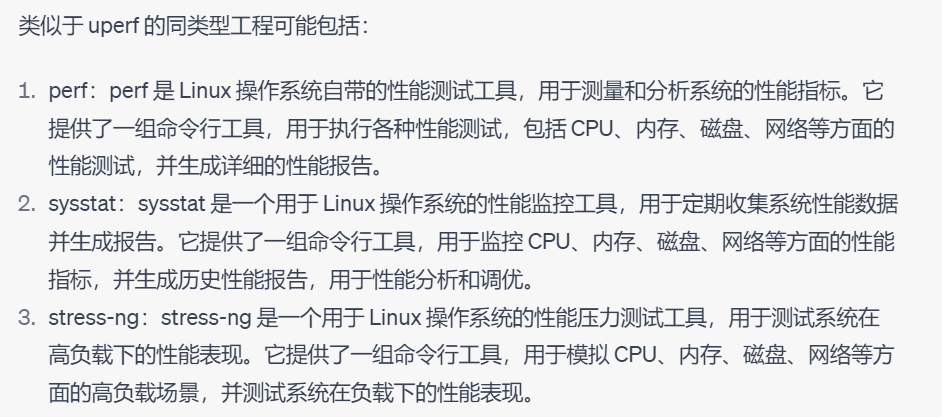 类似于 uperf 的同类型工程可能包括：
1. perf：perf 是 Linux 操作系统自带的性能测试工具，用于测量和分析系统的性能指标。它
提供了一组命令行工具，用于执行各种性能测试，包括 CPU、内存、磁盘、网络等方面的
性能测试，并生成详细的性能报告。
2. sysstat：sysstat 是一个用于 Linux 操作系统的性能监控工具，用于定期收集系统性能数据
并生成报告。它提供了一组命令行工具，用于监控 CPU、内存、磁盘、网络等方面的性能
指标，并生成历史性能报告，用于性能分析和调优。
3. stress-ng：stress-ng 是一个用于 Linux 操作系统的性能压力测试工具，用于测试系统在
高负载下的性能表现。它提供了一组命令行工具，用于模拟 CPU、内存、磁盘、网络等方
面的高负载场景，并测试系统在负载下的性能表现。